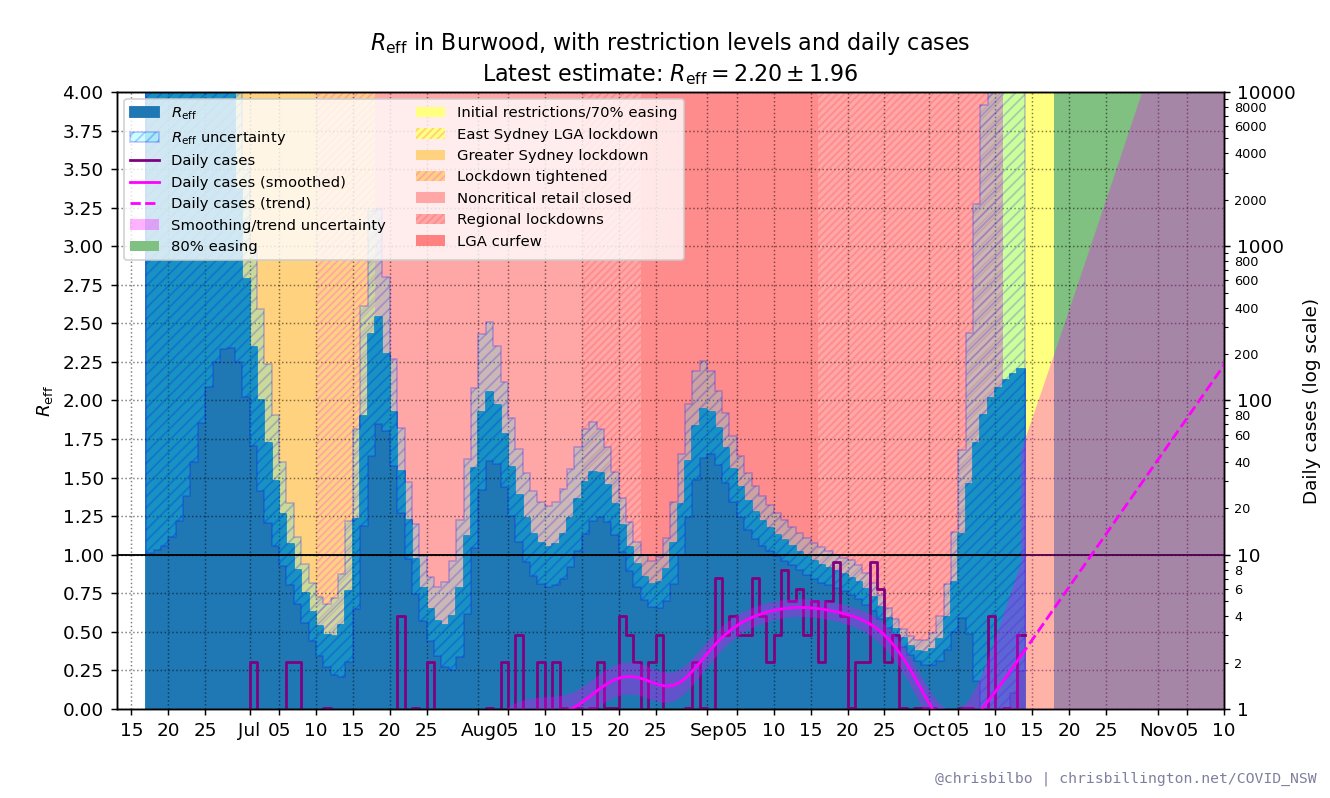 R_eff in Burwood, with restriction levels and daily cases
Latest estimate: R_eff = 2.20 ± 1.96
R_eff
R_eff uncertainty
Daily cases
Daily cases (smoothed)
Daily cases (trend)
Smoothing/trend uncertainty
80% easing
Initial restrictions/70% easing
East Sydney LGA lockdown
Greater Sydney lockdown
Lockdown tightened
Noncritical retail closed
Regional lockdowns
LGA curfew
R_eff
4.00
3.75
3.50
3.25
3.00
2.75
2.50
2.25
2.00
1.75
1.50
1.25
1.00
0.75
0.50
0.25
0.00
10000
8000
6000
4000
2000
1000
800
600
400
200
100
80
60
40
20
10
8
6
4
2
1
Daily cases (log scale)
15 20 25 Jul 05 10 15 20 25 Aug 05 10 15 20 25 Sep 05 10 15 20 25 Oct 05 10 15 20 25 Nov 05 10
@chrisbilbo | chrisbillington.net/COVID_NSW